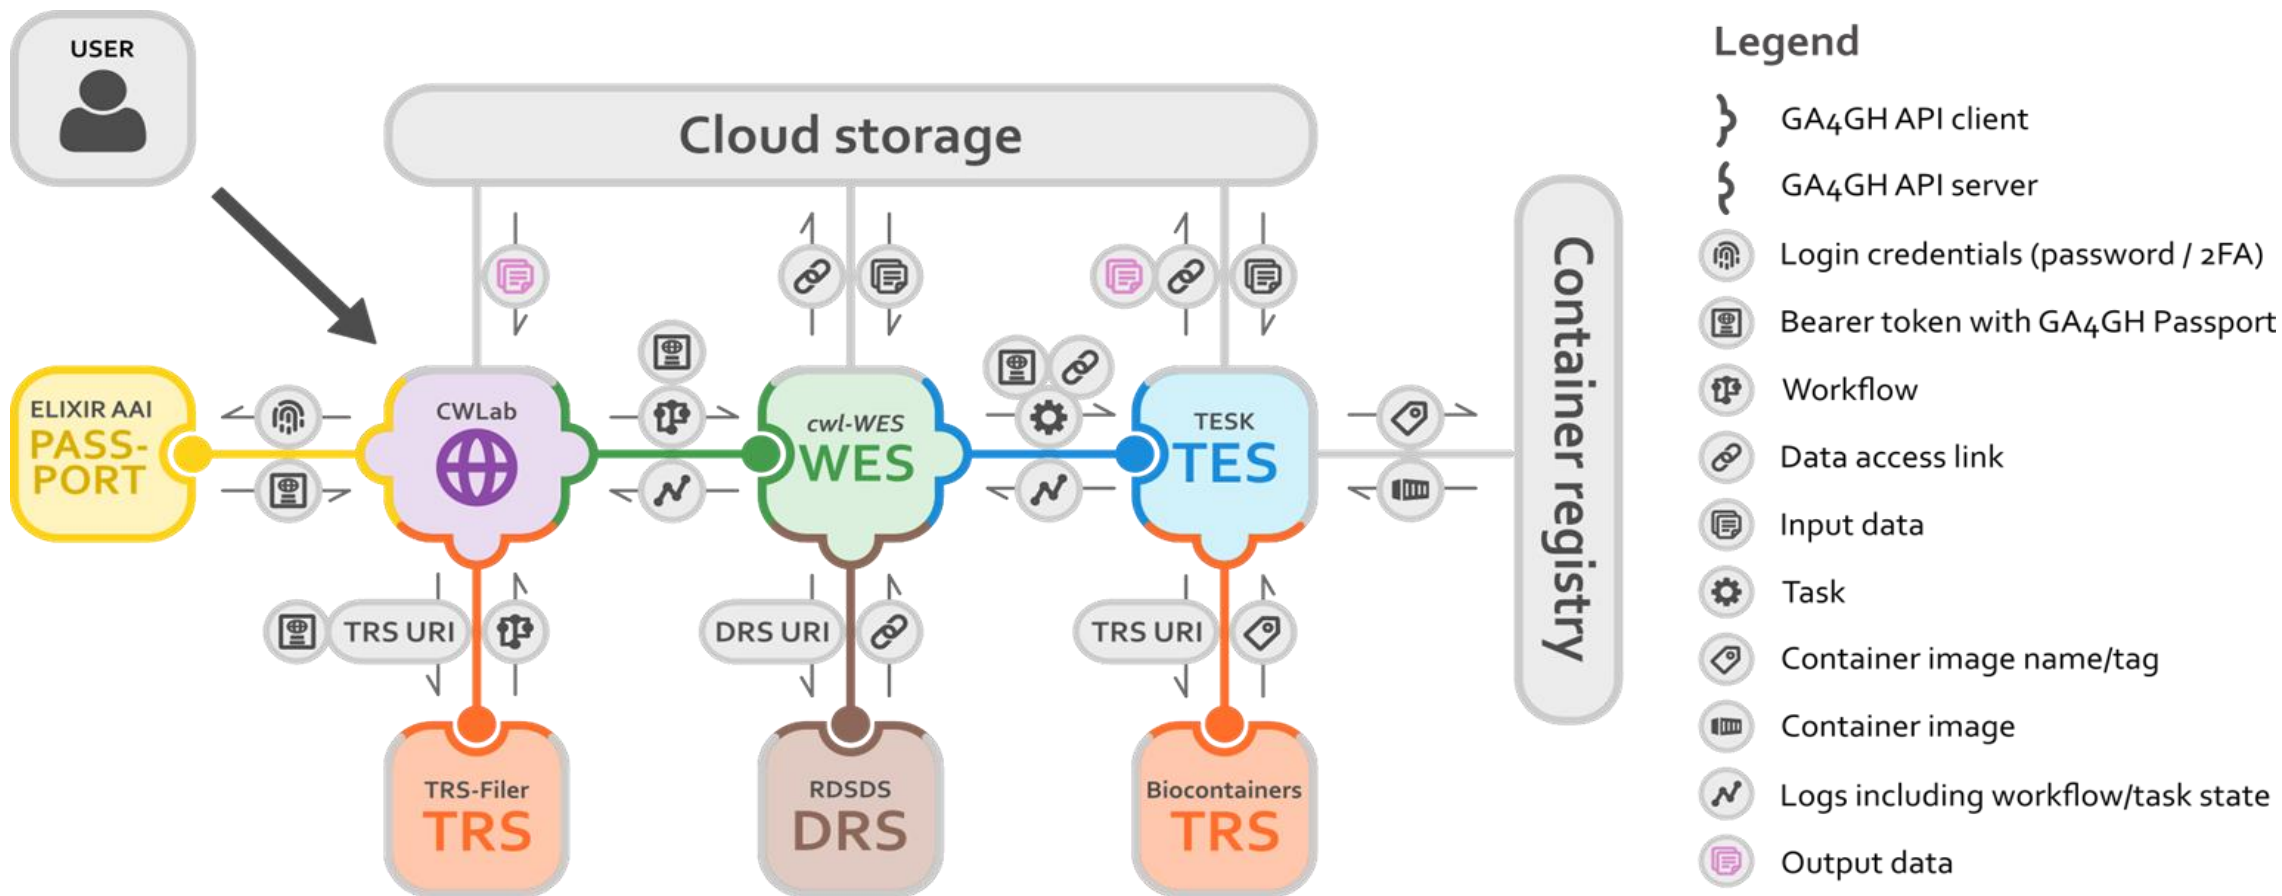 USER
Cloud storage
Container registry
ELIXIR AAI
PASS-
PORT
CWLab
cwl-WES
WES
TESK
TES
TRS URI
DRS URI
TRS URI
TRS-Filer
TRS
RDSDS
DRS
Biocontainers
TRS
Legend
GA4GH API client
GA4GH API server
Login credentials (password / 2FA)
Bearer token with GA4GH Passport
Workflow
Data access link
Input data
Task
Container image name/tag
Container image
Logs including workflow/task state
Output data